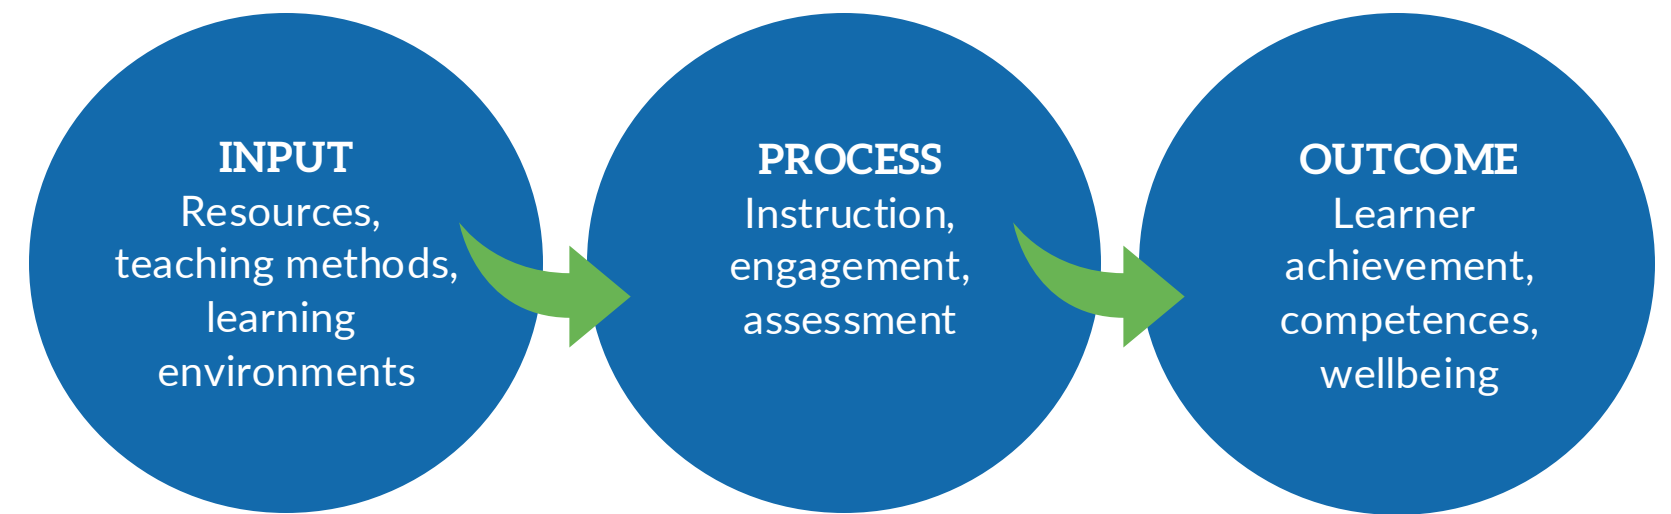 INPUT
Resources,
teaching methods,
learning
environments
PROCESS
Instruction,
engagement,
assessment
OUTCOME
Learner
achievement,
competences,
wellbeing